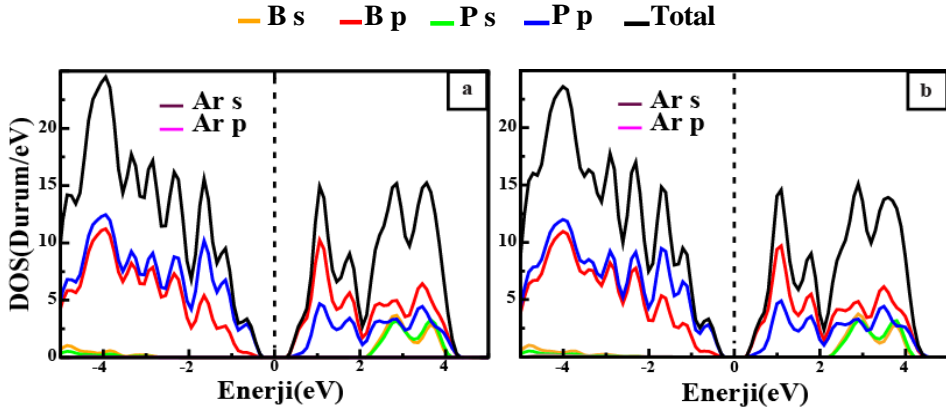 B s B p P s P p Total
a
Ar s
Ar p
DOS(Durum/eV)
20
15
10
5
0
-4 -2 0 2 4
Enerji(eV)
b
Ar s
Ar p
20
15
10
5
0
-4 -2 0 2 4
Enerji(eV)